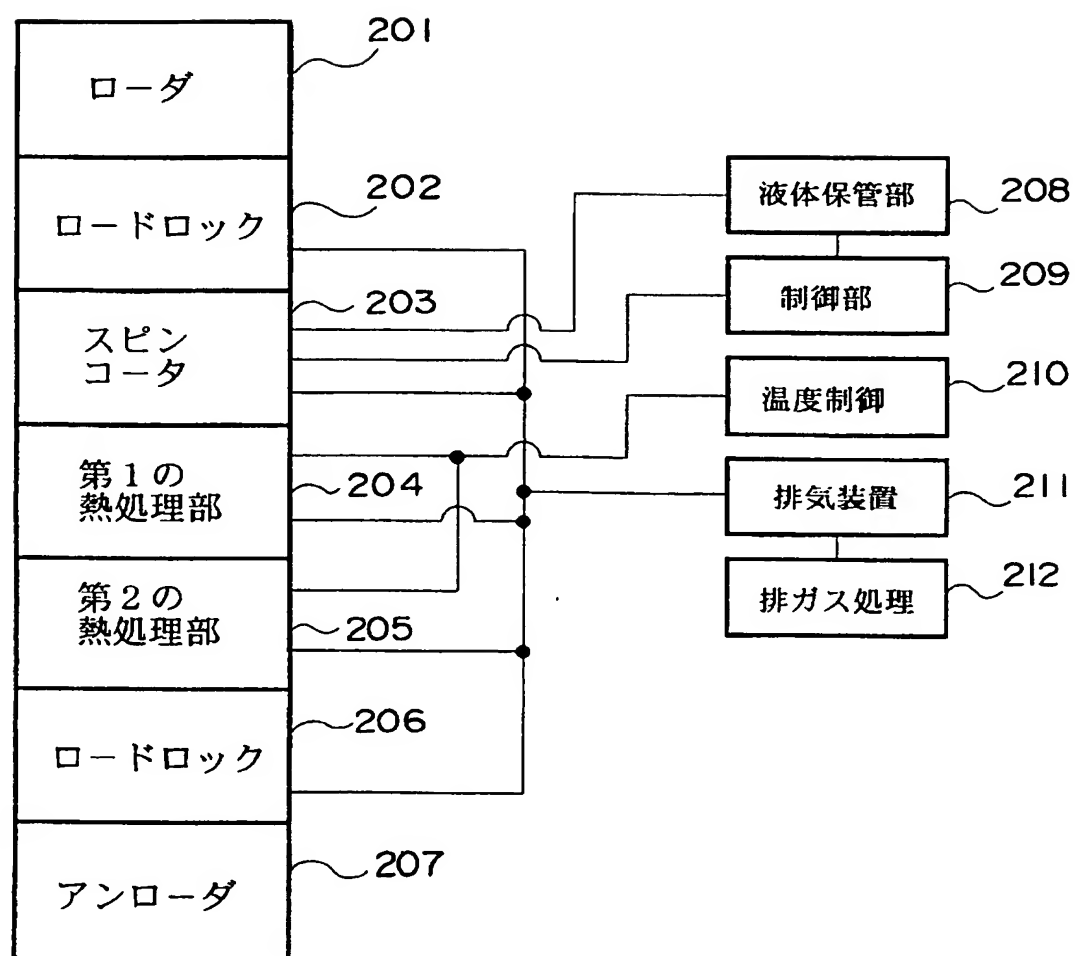 ローダ
201
ロードロック
202
スピン
コータ
203
第1の
熱処理部
204
第2の
熱処理部
205
ロードロック
206
アンローダ
207
液体保管部
208
制御部
209
温度制御
210
排気装置
211
排ガス処理
212